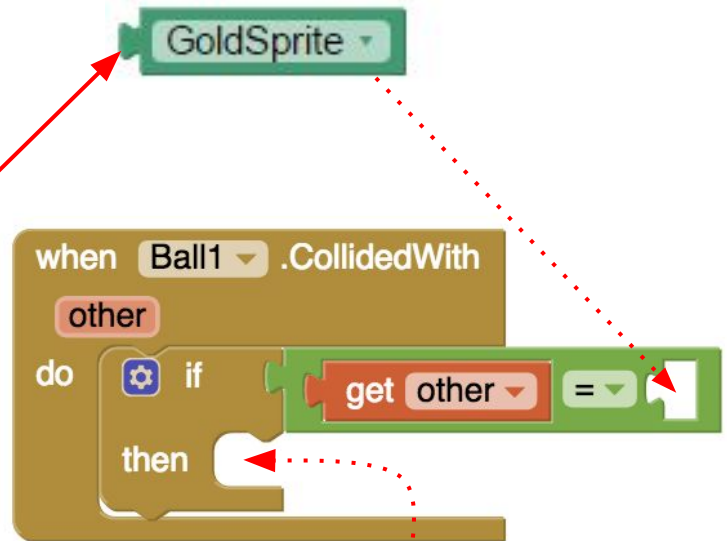 GoldSprite
when Ball1 .CollidedWith
other
do if get other =
then